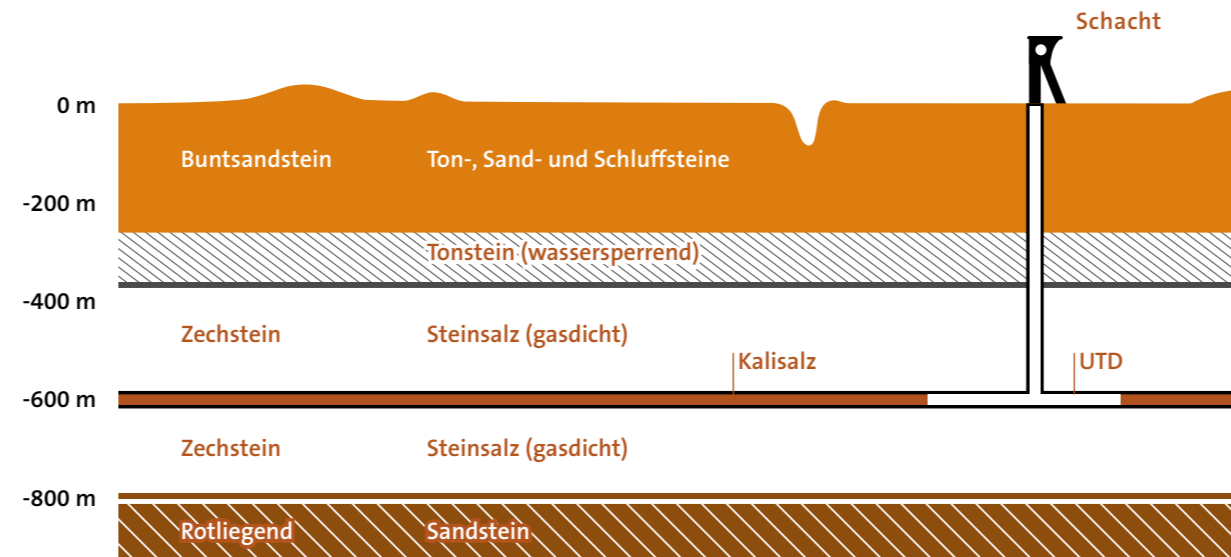 Schacht
0 m
Buntsandstein Ton-, Sand- und Schluffsteine
-200 m
Tonstein (wassersperrend)
-400 m
Zechstein Steinsalz (gasdicht)
Kalisalz UTD
-600 m
Zechstein Steinsalz (gasdicht)
-800 m
Rotliegend Sandstein